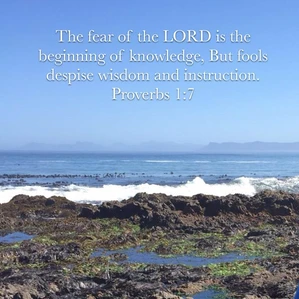 The fear of the LORD is the
beginning of knowledge, But fools
despise wisdom and instruction.
Proverbs 1:7